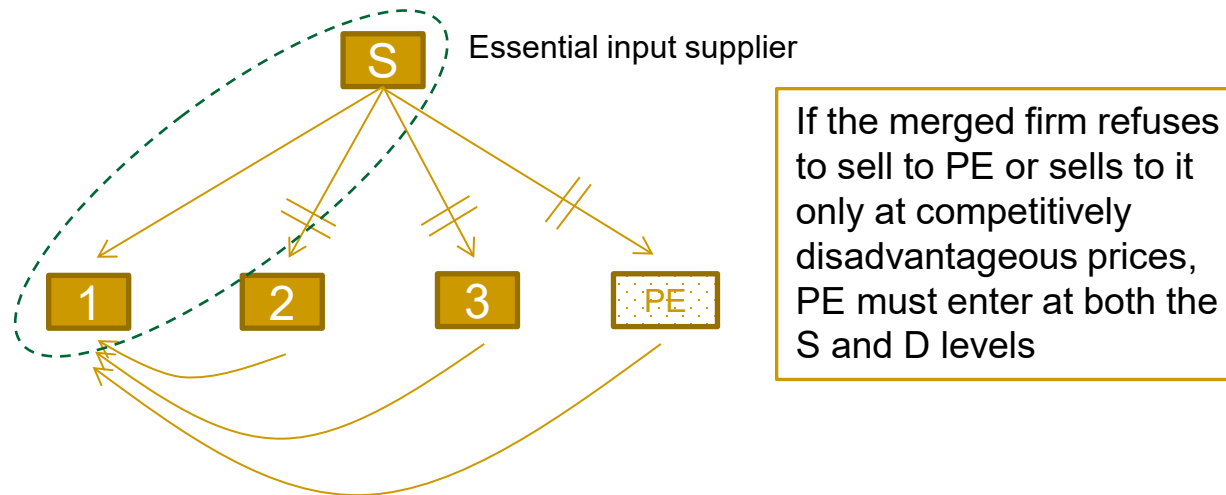 S
Essential input supplier
If the merged firm refuses
to sell to PE or sells to it
only at competitively
disadvantageous prices,
PE must enter at both the
S and D levels
1
2
3
PE